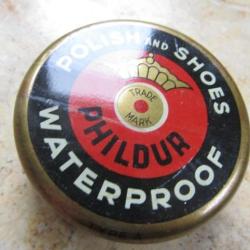 POLISH AND SHOES
TRADE
MARK
PHILDUR
WATERPROOF